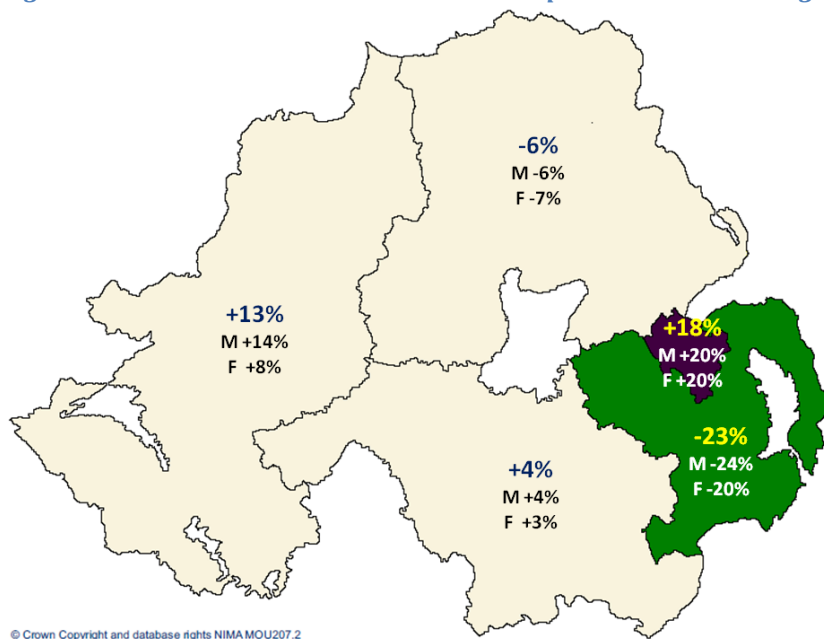 -6%
M -6%
F -7%
+13%
M +14%
F +8%
+18%
M +20%
F +20%
-23%
M -24%
F -20%
+4%
M +4%
F +3%
© Crown Copyright and database rights NIMA MOU207.2